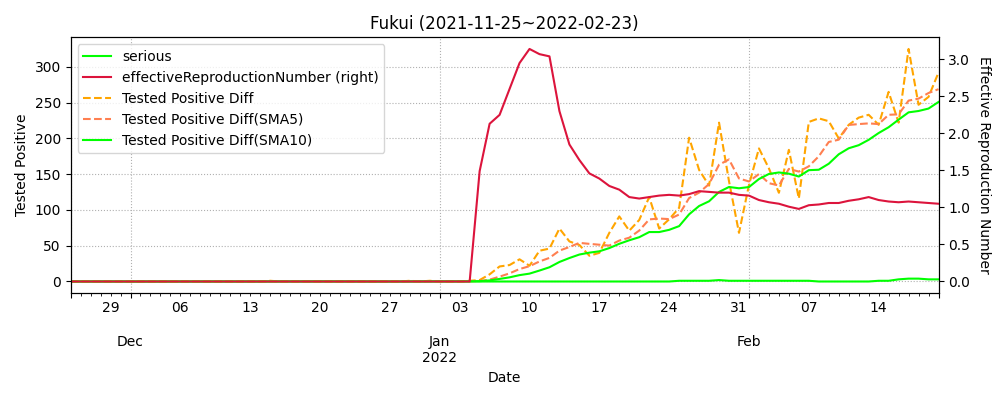 Fukui (2021-11-25~2022-02-23)
serious
effectiveReproductionNumber (right)
Tested Positive Diff
Tested Positive Diff(SMA5)
Tested Positive Diff(SMA10)
Tested Positive
300
250
200
150
100
50
0
3.0
2.5
2.0
1.5
1.0
0.5
0.0
Effective Reproduction Number
29 06 13 20 27 03 10 17 24 31 07 14
Dec Jan Feb
2022
Date